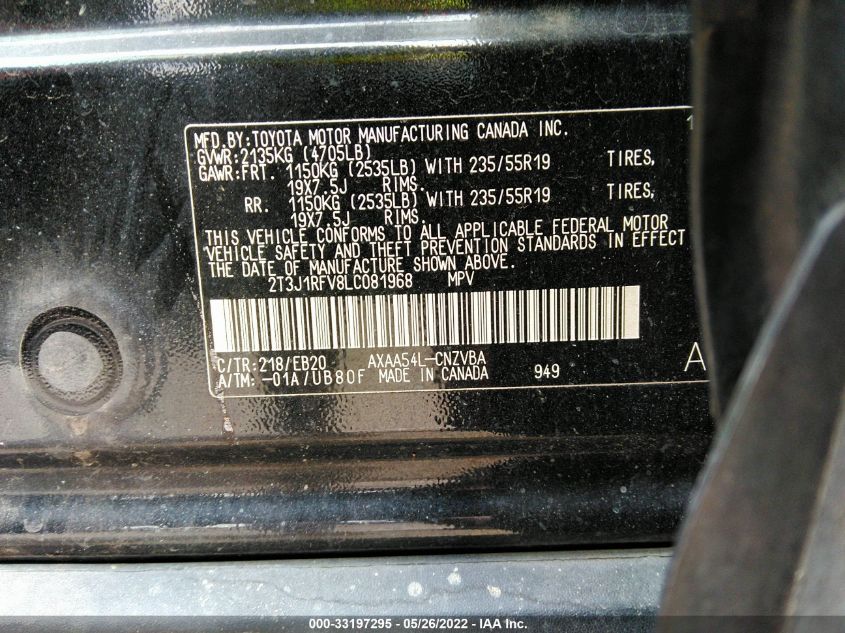 MFD.BY:TOYOTA MOTOR MANUFACTURING CANADA INC.
GVWR:2135KG (4705LB)
GAWR:FRT. 1150KG (2535LB) WITH 235/55R19 TIRES,
19X7.5J RIMS.
RR. 1150KG (2535LB) WITH 235/55R19 TIRES,
19X7.5J RIMS.
THIS VEHICLE CONFORMS TO ALL APPLICABLE FEDERAL MOTOR
VEHICLE SAFETY AND THEFT PREVENTION STANDARDS IN EFFECT
THE DATE OF MANUFACTURE SHOWN ABOVE.
2T3J1RFV8LC081968 MPV
C/TR:218/EB20 AXAA54L-CNZVBA
A/TM: -01A/UB80F MADE IN CANADA 949 A
000-33197295 - 05/26/2022 - IAA Inc.